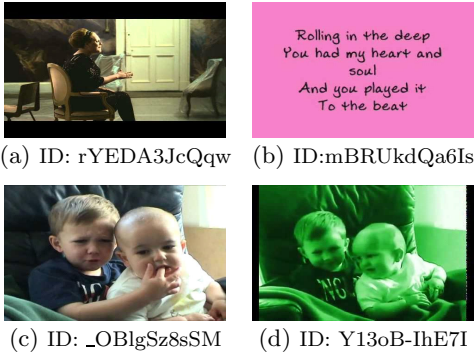 Rolling in the deep
You had my heart and
soul
And you played it
To the beat
(a) ID: rYEDA3JcQqw
(b) ID:mBRUkdQa6Is
(c) ID: _OBlgSz8sSM
(d) ID: Y13oB-IhE7I